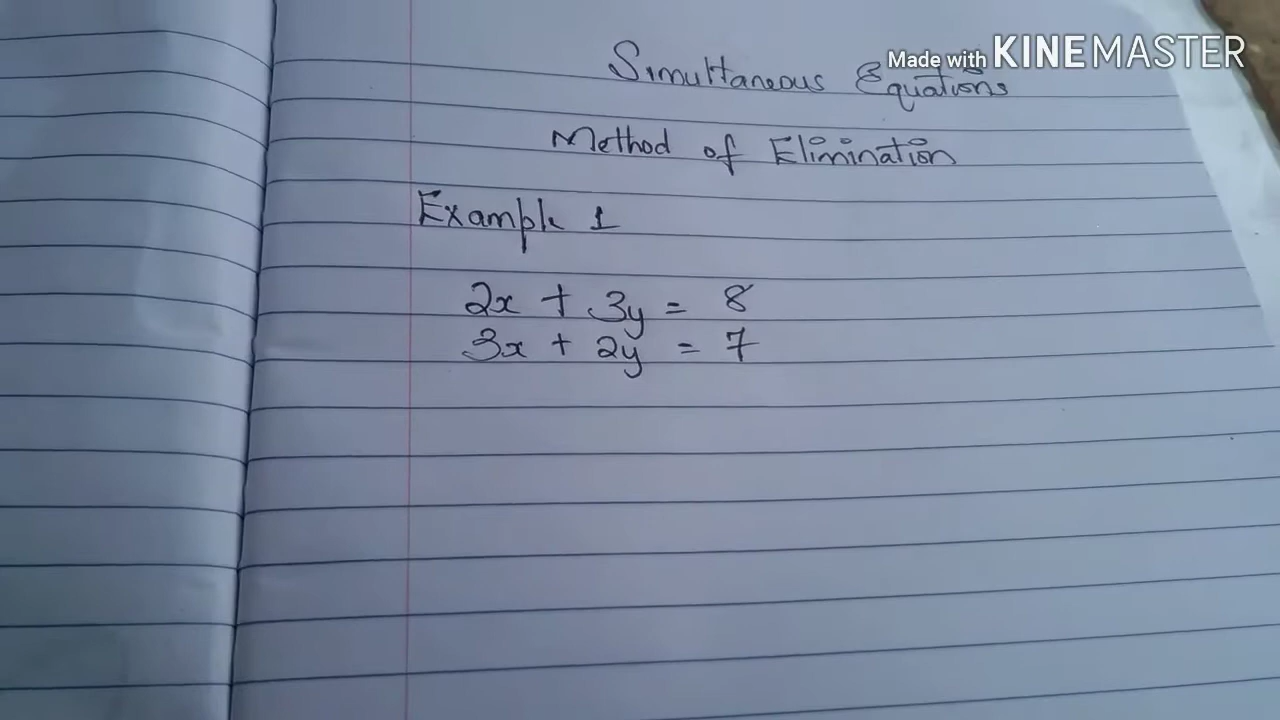 Made with KINEMASTER
Simultaneous Equations
Method of Elimination
Example 1
2x + 3y = 8
3x + 2y = 7